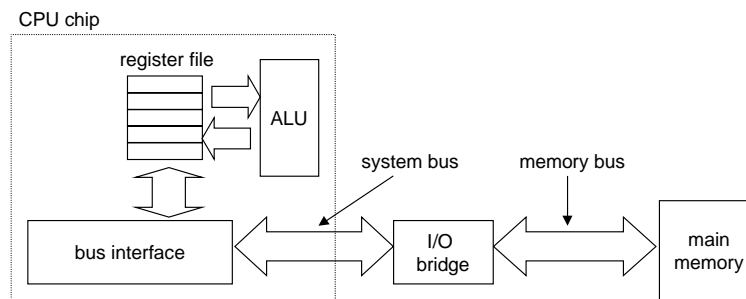 CPU chip
register file
ALU
system bus
memory bus
bus interface
I/O
bridge
main
memory